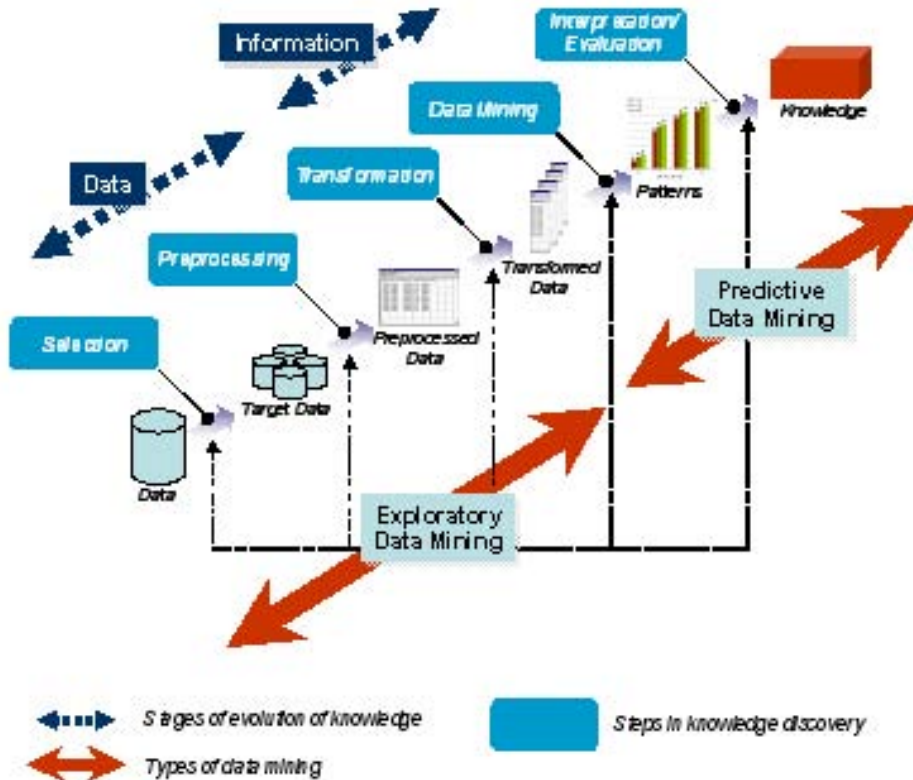 Information
Interpretation/
Evaluation
Data Mining
Knowledge
Data
Transformation
Patterns
Preprocessing
Transformed
Data
Predictive
Data Mining
Selection
Preprocessed
Data
Target Data
Data
Exploratory
Data Mining
Stages of evolution of knowledge
Steps in knowledge discovery
Types of data mining